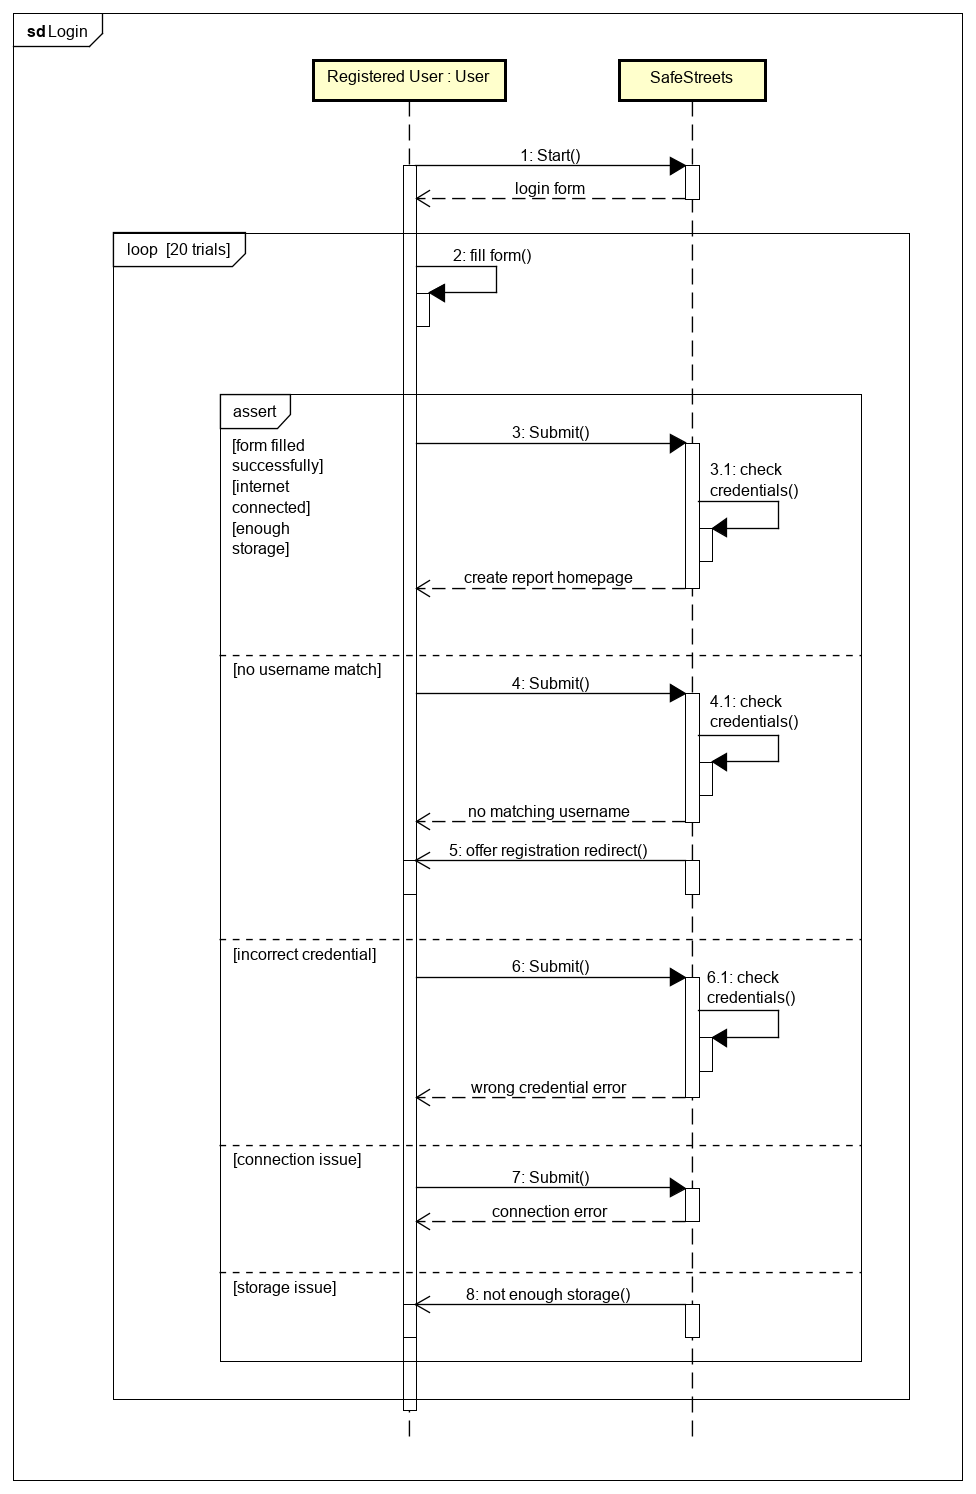 sd Login
Registered User : User
SafeStreets
1: Start()
login form
loop [20 trials]
2: fill form()
assert
[form filled
successfully]
[internet
connected]
[enough
storage]
3: Submit()
3.1: check
credentials()
create report homepage
[no username match]
4: Submit()
4.1: check
credentials()
no matching username
5: offer registration redirect()
[incorrect credential]
6: Submit()
6.1: check
credentials()
wrong credential error
[connection issue]
7: Submit()
connection error
[storage issue]
8: not enough storage()